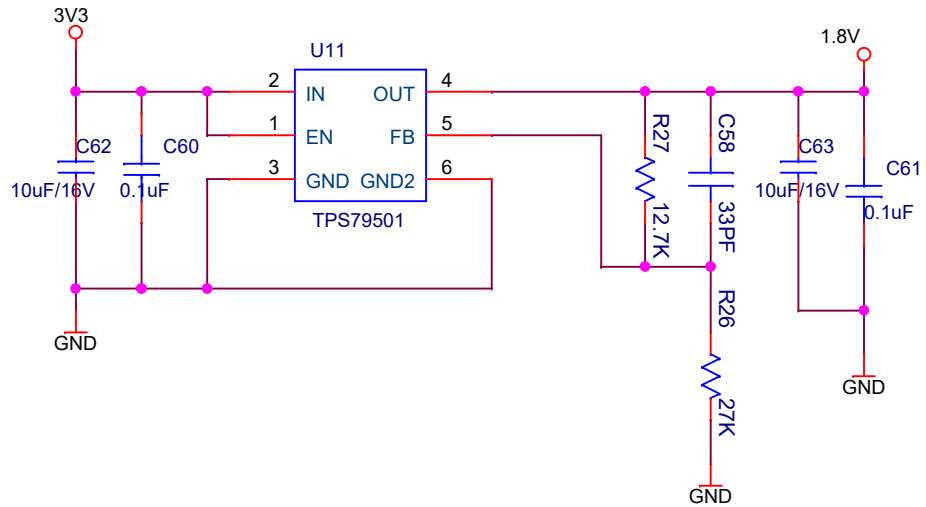 3V3
1.8V
U11
2
IN
OUT
4
1
EN
FB
5
3
GND
GND2
6
TPS79501
C62
10uF/16V
C60
0.1uF
GND
R27
12.7K
C58
33PF
C63
10uF/16V
C61
0.1uF
GND
R26
27K
GND